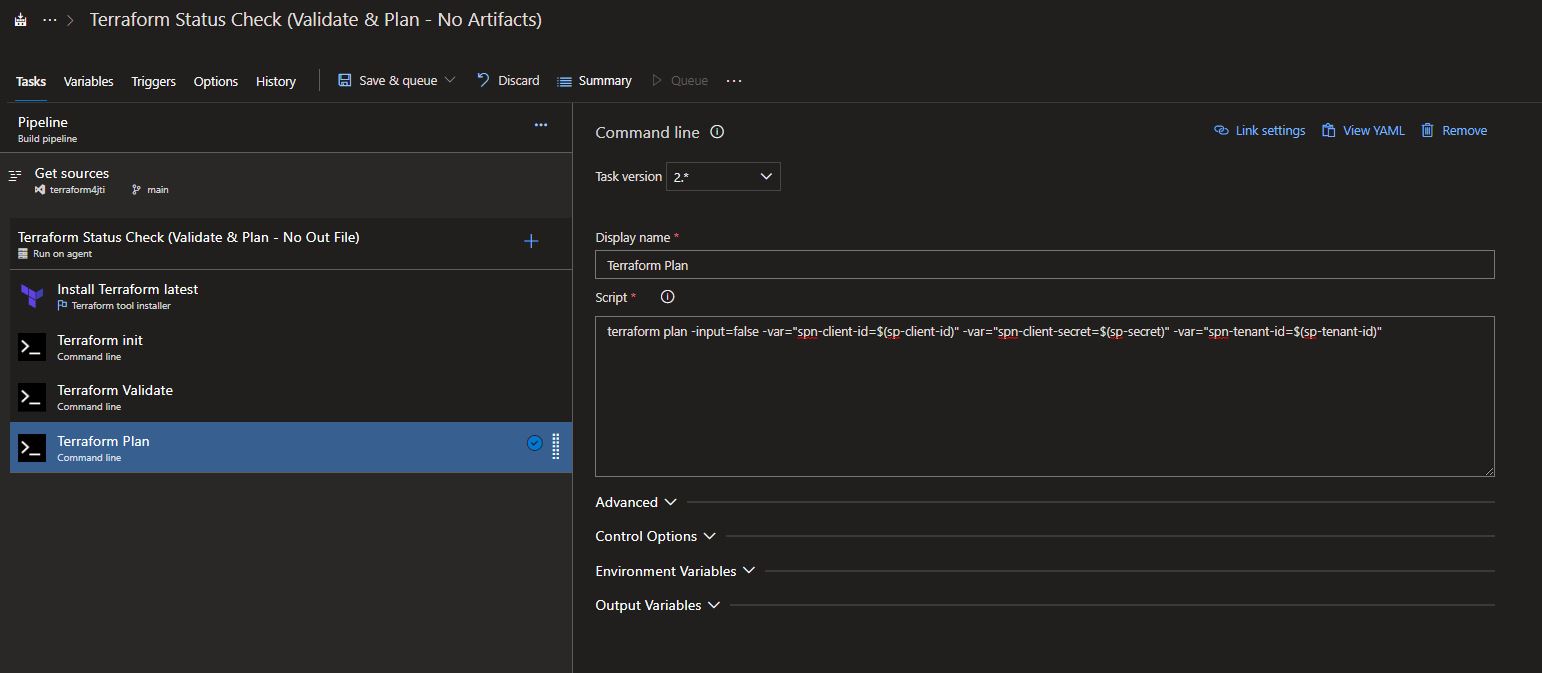 ··· > Terraform Status Check (Validate & Plan - No Artifacts)
Tasks Variables Triggers Options History Save & queue Discard Summary Queue ···
Pipeline
Build pipeline
Get sources
terraform4jti main
Terraform Status Check (Validate & Plan - No Out File)
Run on agent
Install Terraform latest
Terraform tool installer
Terraform init
Command line
Terraform Validate
Command line
Terraform Plan
Command line
Command line
Link settings View YAML Remove
Task version 2.*
Display name *
Terraform Plan
Script *
terraform plan -input=false -var="spn-client-id=$(sp-client-id)" -var="spn-client-secret=$(sp-secret)" -var="spn-tenant-id=$(sp-tenant-id)"
Advanced
Control Options
Environment Variables
Output Variables